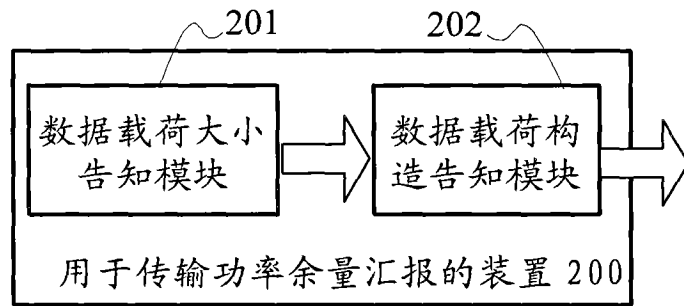 201
202
数据载荷大小
告知模块
数据载荷构
造告知模块
用于传输功率余量汇报的装置 200